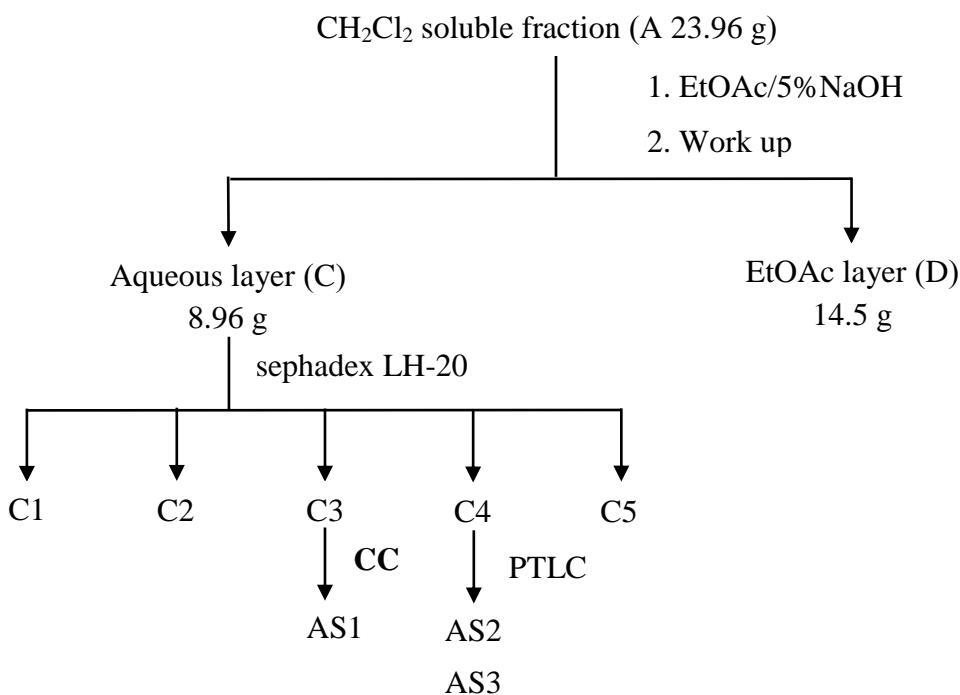 CH₂Cl₂ soluble fraction (A 23.96 g)
1. EtOAc/5%NaOH
2. Work up
Aqueous layer (C)
8.96 g
EtOAc layer (D)
14.5 g
sephadex LH-20
C1 C2 C3 C4 C5
CC PTLC
AS1 AS2
AS3